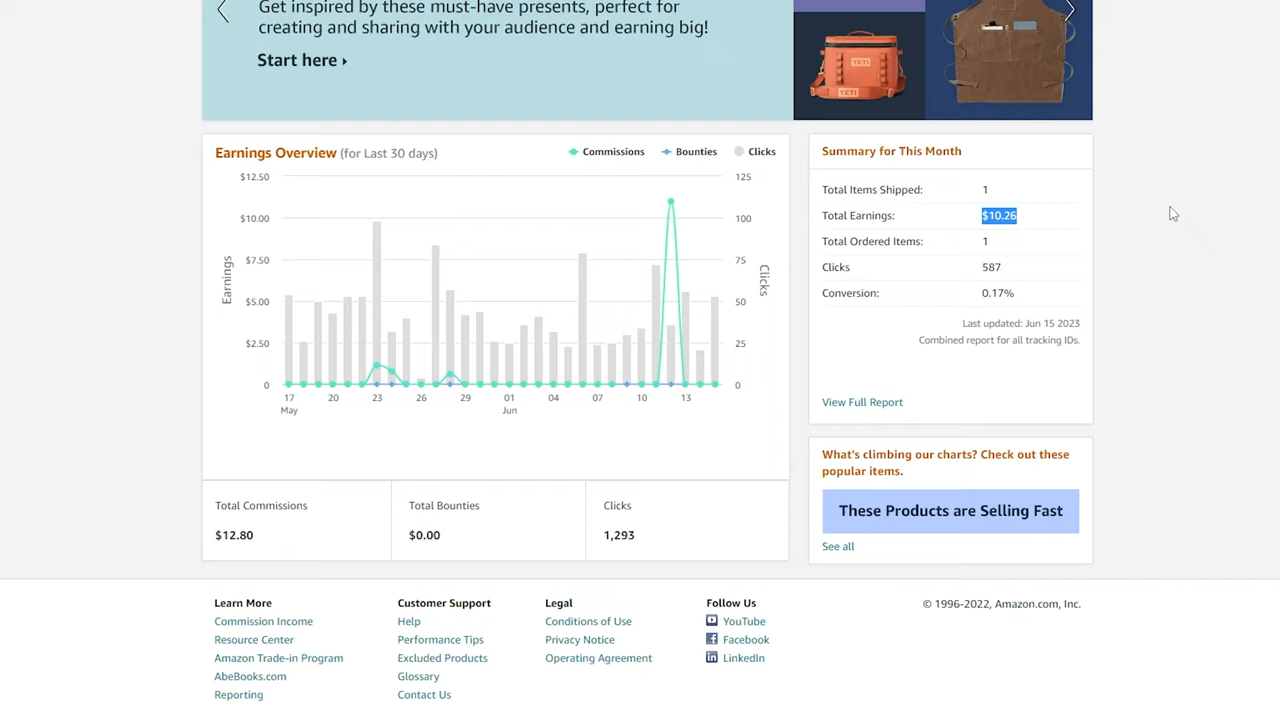 Get inspired by these must-have presents, perfect for
creating and sharing with your audience and earning big!
Start here ▸
YETI
YETI
Earnings Overview (for Last 30 days)
Commissions Bounties Clicks
$12.50 125
$10.00 100
$7.50 75
$5.00 50
$2.50 25
0 0
Earnings
Clicks
17 20 23 26 29 01 04 07 10 13
May Jun
Total Commissions
$12.80
Total Bounties
$0.00
Clicks
1,293
Summary for This Month
Total Items Shipped: 1
Total Earnings: $10.26
Total Ordered Items: 1
Clicks 587
Conversion: 0.17%
Last updated: Jun 15 2023
Combined report for all tracking IDs.
View Full Report
What's climbing our charts? Check out these
popular items.
These Products are Selling Fast
See all
Learn More
Commission Income
Resource Center
Amazon Trade-in Program
AbeBooks.com
Reporting
Customer Support
Help
Performance Tips
Excluded Products
Glossary
Contact Us
Legal
Conditions of Use
Privacy Notice
Operating Agreement
Follow Us
YouTube
Facebook
LinkedIn
© 1996-2022, Amazon.com, Inc.